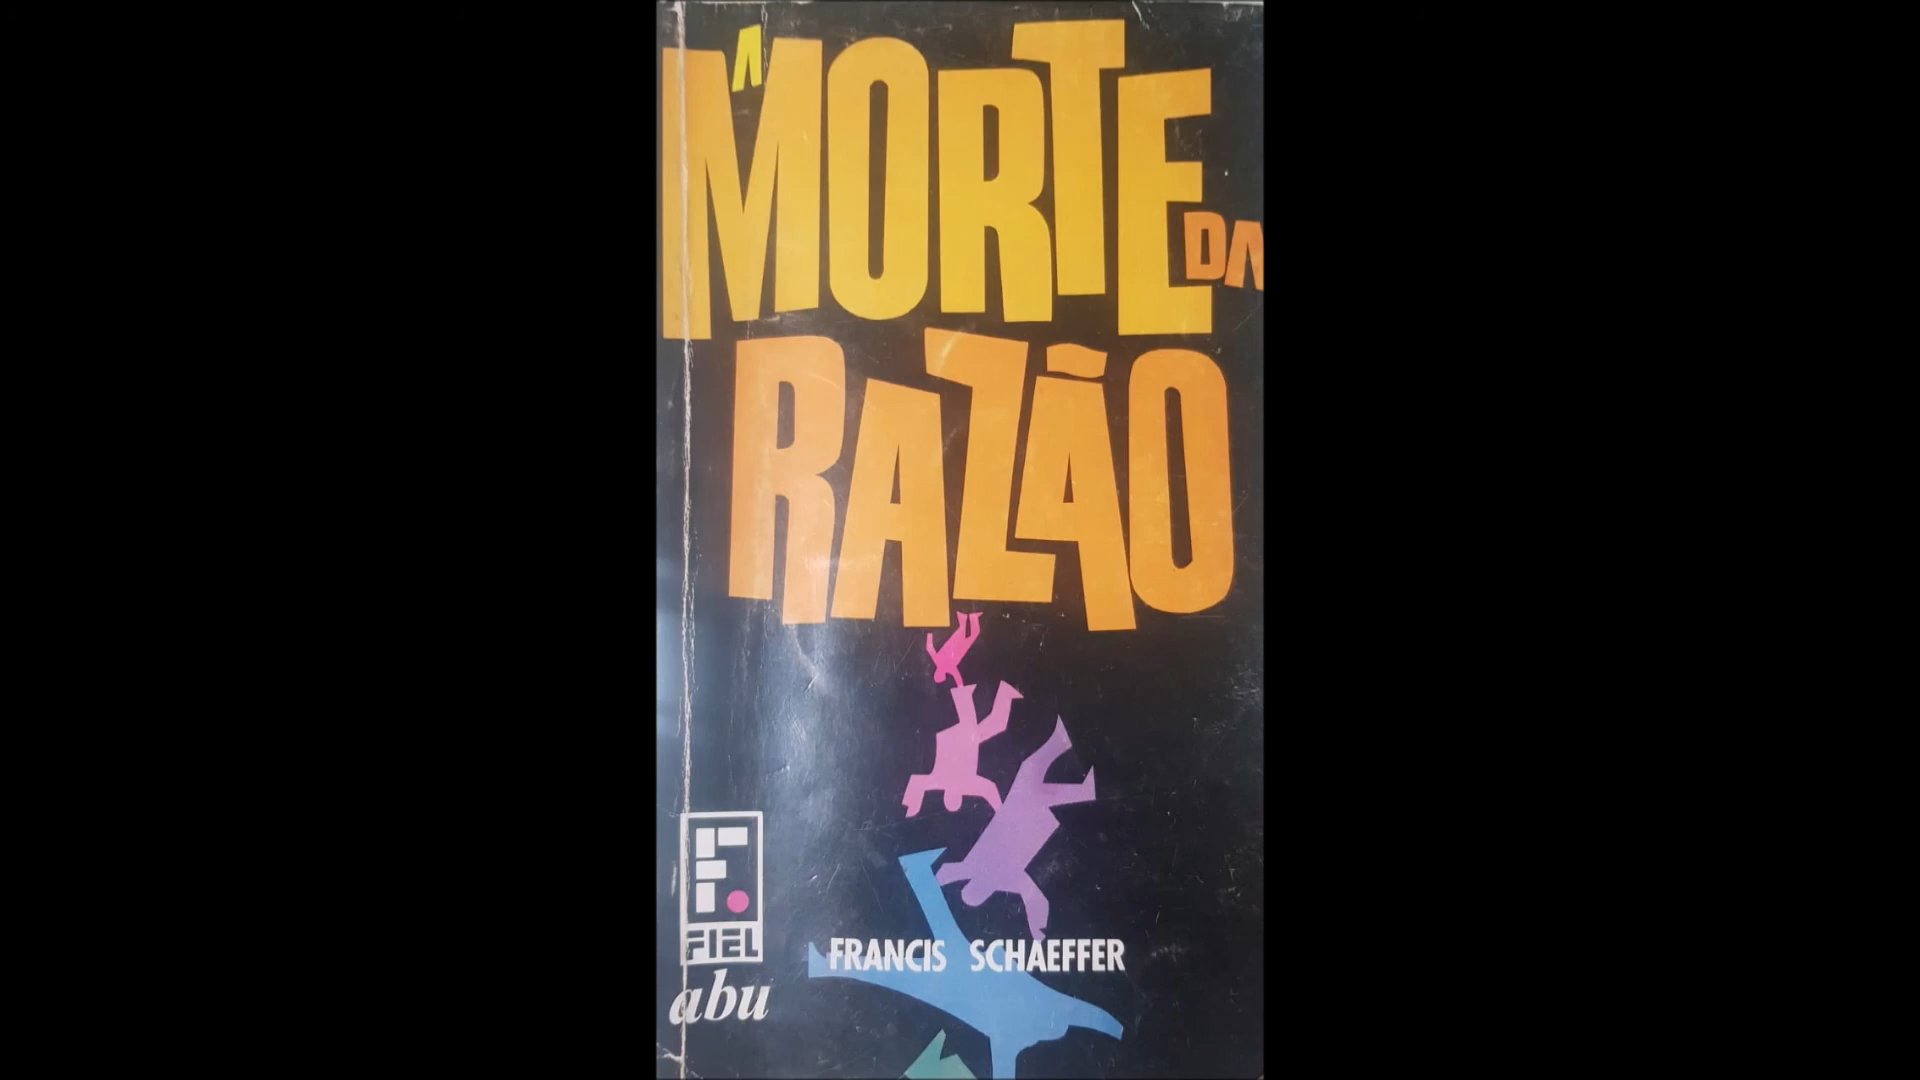 A
MORTE
DA
RAZÃO
F.
FIEL
abu
FRANCIS SCHAEFFER